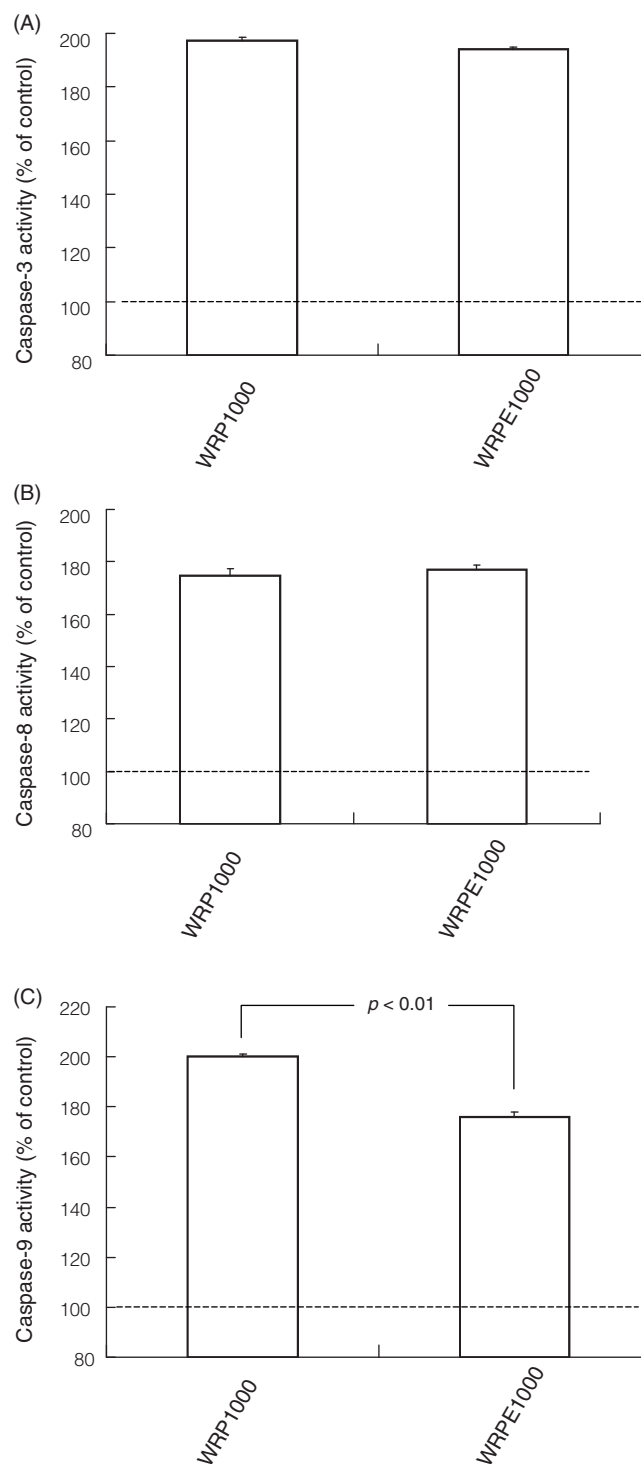 (A)
Caspase-3 activity (% of control)
200
180
160
140
120
100
80
WRP1000
WRPE1000
(B)
Caspase-8 activity (% of control)
200
180
160
140
120
100
80
WRP1000
WRPE1000
(C)
Caspase-9 activity (% of control)
220
200
180
160
140
120
100
80
p < 0.01
WRP1000
WRPE1000